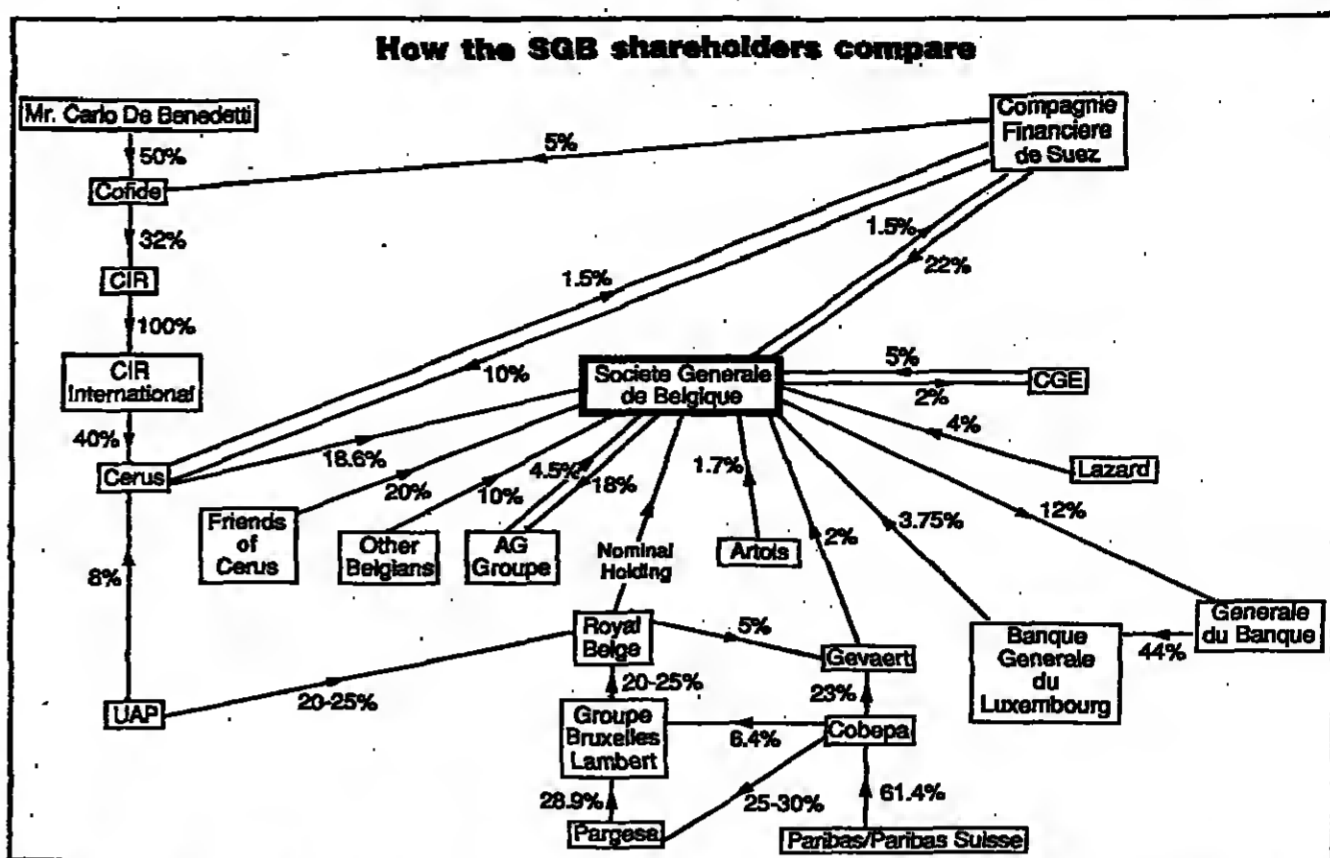 How the SGB shareholders compare
Mr. Carlo De Benedetti
Compagnie
Financiere
de Suez
5%
50%
Cofide
32%
1.5%
22%
CIR
1.5%
100%
CIR
International
10%
Societe Generale
de Belgique
5%
CGE
2%
40%
4%
Cerus
18.6%
Lazard
20%
10%
4.5%
18%
1.7%
12%
3.75%
2%
Friends
of
Cerus
Other
Belgians
AG
Groupe
Nominal
Holding
Artois
8%
Royal
Belge
5%
Gevaert
Banque
Generale
du
Luxembourg
44%
Generale
du Banque
UAP
20-25%
20-25%
23%
Groupe
Bruxelles
Lambert
6.4%
Cobepa
28.9%
25-30%
61.4%
Pargesa
Paribas/Paribas Suisse